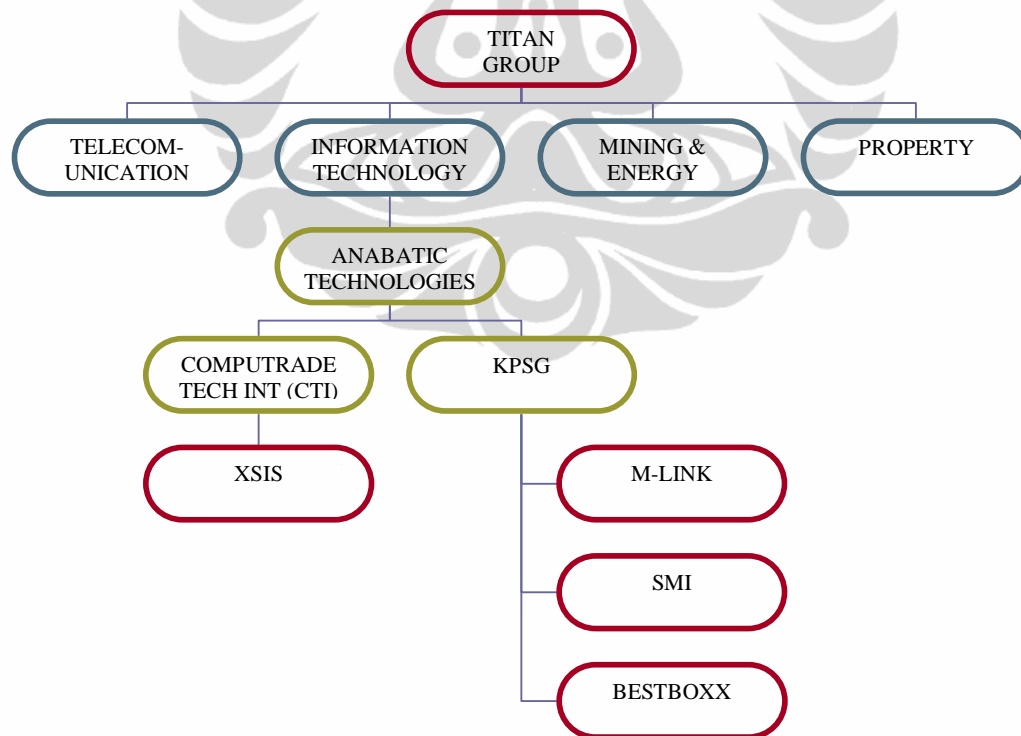 TITAN
GROUP
TELECOM-
UNICATION
INFORMATION
TECHNOLOGY
MINING &
ENERGY
PROPERTY
ANABATIC
TECHNOLOGIES
COMPUTRADE
TECH INT (CTI)
KPSG
XSIS
M-LINK
SMI
BESTBOXX